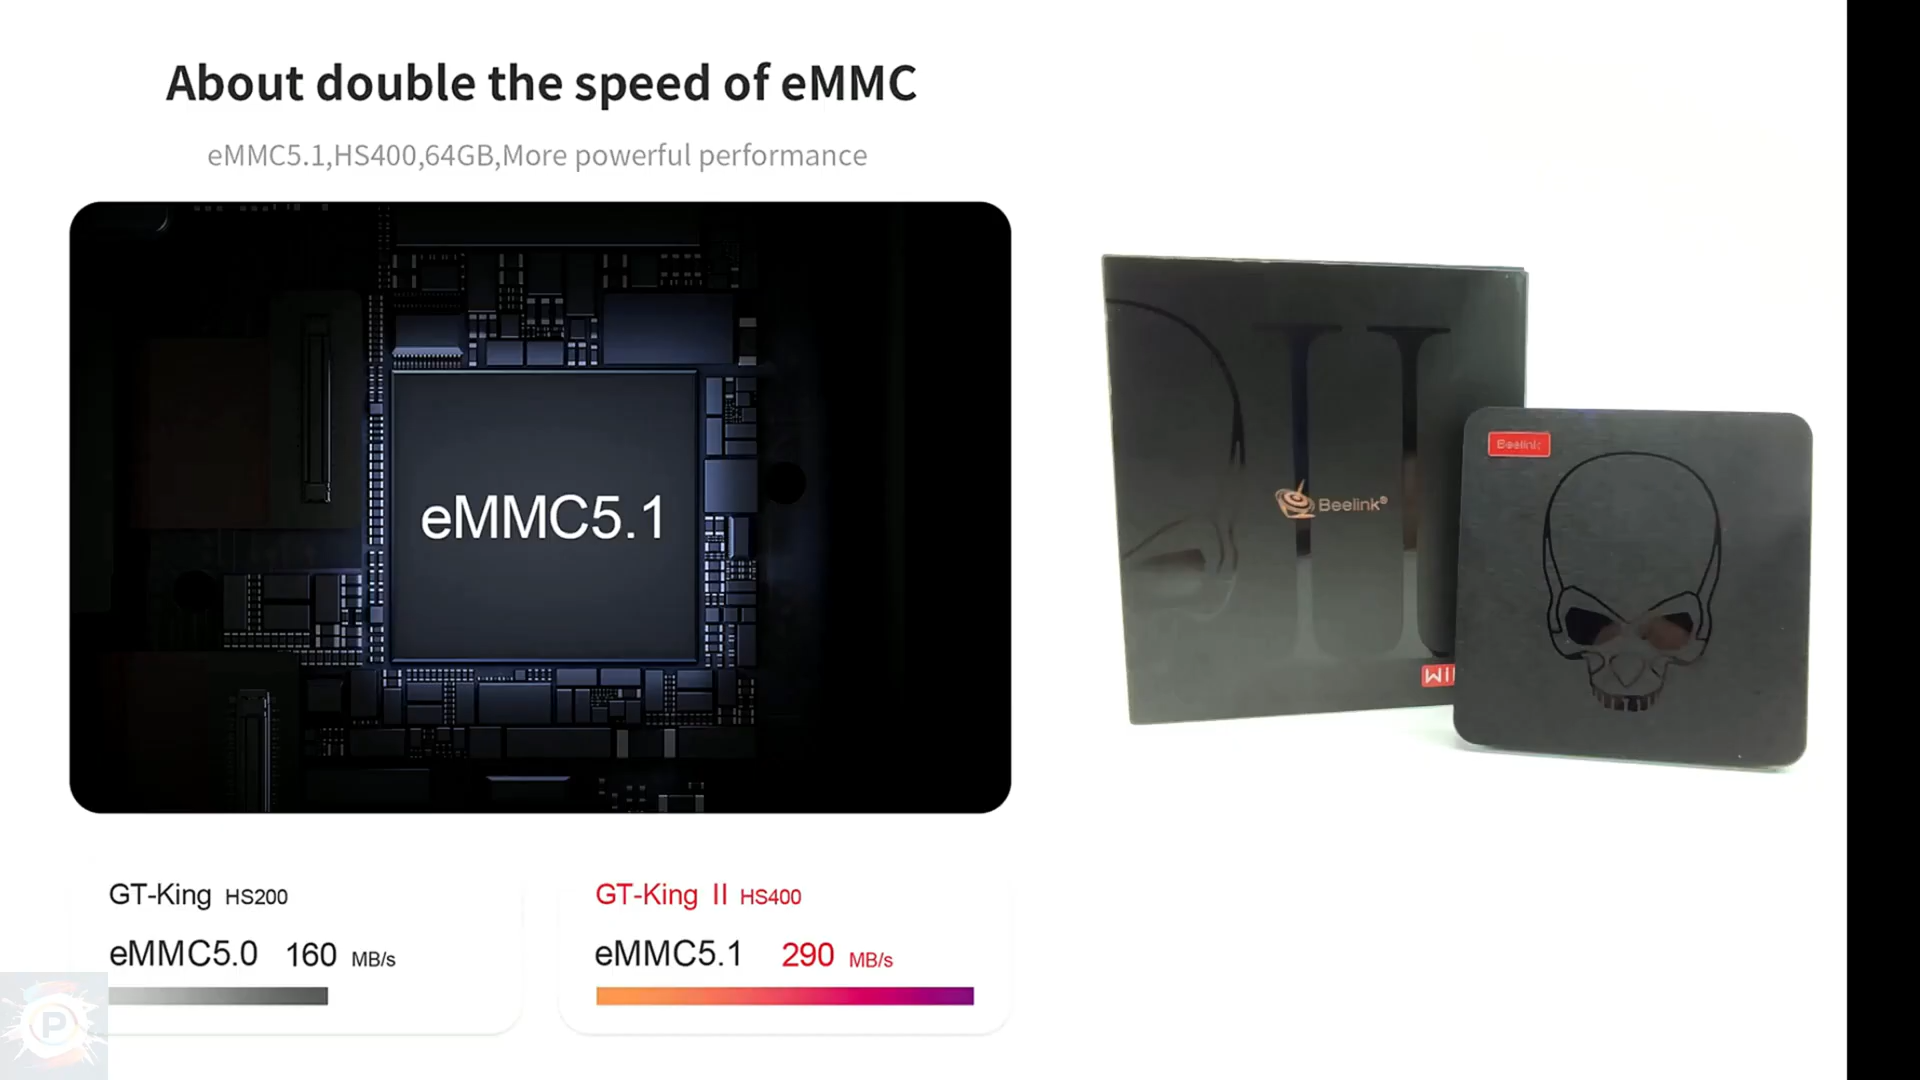 About double the speed of eMMC
eMMC5.1,HS400,64GB,More powerful performance
eMMC5.1
Beelink®
Beelink
GT-King HS200
eMMC5.0 160 MB/s
GT-King II HS400
eMMC5.1 290 MB/s
P